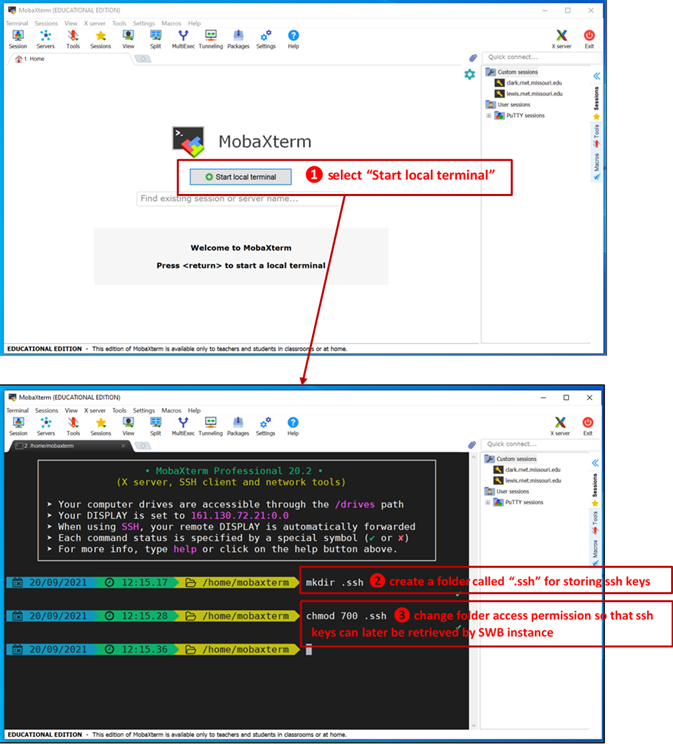 MobaXterm (EDUCATIONAL EDITION)
Terminal Sessions View X server Tools Settings Macros Help
Session Servers Tools Sessions View Split MultiExec Tunneling Packages Settings Help X server Exit
1. Home
Quick connect...
Custom sessions
clark.rnet.missouri.edu
lewis.rnet.missouri.edu
User sessions
PuTTY sessions
Sessions
Tools
Macros
MobaXterm
Start local terminal
1 select “Start local terminal”
Find existing session or server name...
Welcome to MobaXterm
Press <return> to start a local terminal
EDUCATIONAL EDITION - This edition of MobaXterm is available only to teachers and students in classrooms or at home.
MobaXterm (EDUCATIONAL EDITION)
Terminal Sessions View X server Tools Settings Macros Help
Session Servers Tools Sessions View Split MultiExec Tunneling Packages Settings Help X server Exit
2. /home/mobaxterm
Quick connect...
Custom sessions
clark.rnet.missouri.edu
lewis.rnet.missouri.edu
User sessions
PuTTY sessions
Sessions
Tools
Macros
• MobaXterm Professional 20.2 •
(X server, SSH client and network tools)
➤ Your computer drives are accessible through the /drives path
➤ Your DISPLAY is set to 161.130.72.21:0.0
➤ When using SSH, your remote DISPLAY is automatically forwarded
➤ Each command status is specified by a special symbol (✓ or ✗)
➤ For more info, type help or click on the help button above.
20/09/2021 12:15.17 /home/mobaxterm mkdir .ssh
2 create a folder called “.ssh” for storing ssh keys
20/09/2021 12:15.28 /home/mobaxterm chmod 700 .ssh
3 change folder access permission so that ssh
keys can later be retrieved by SWB instance
20/09/2021 12:15.36 /home/mobaxterm
EDUCATIONAL EDITION - This edition of MobaXterm is available only to teachers and students in classrooms or at home.